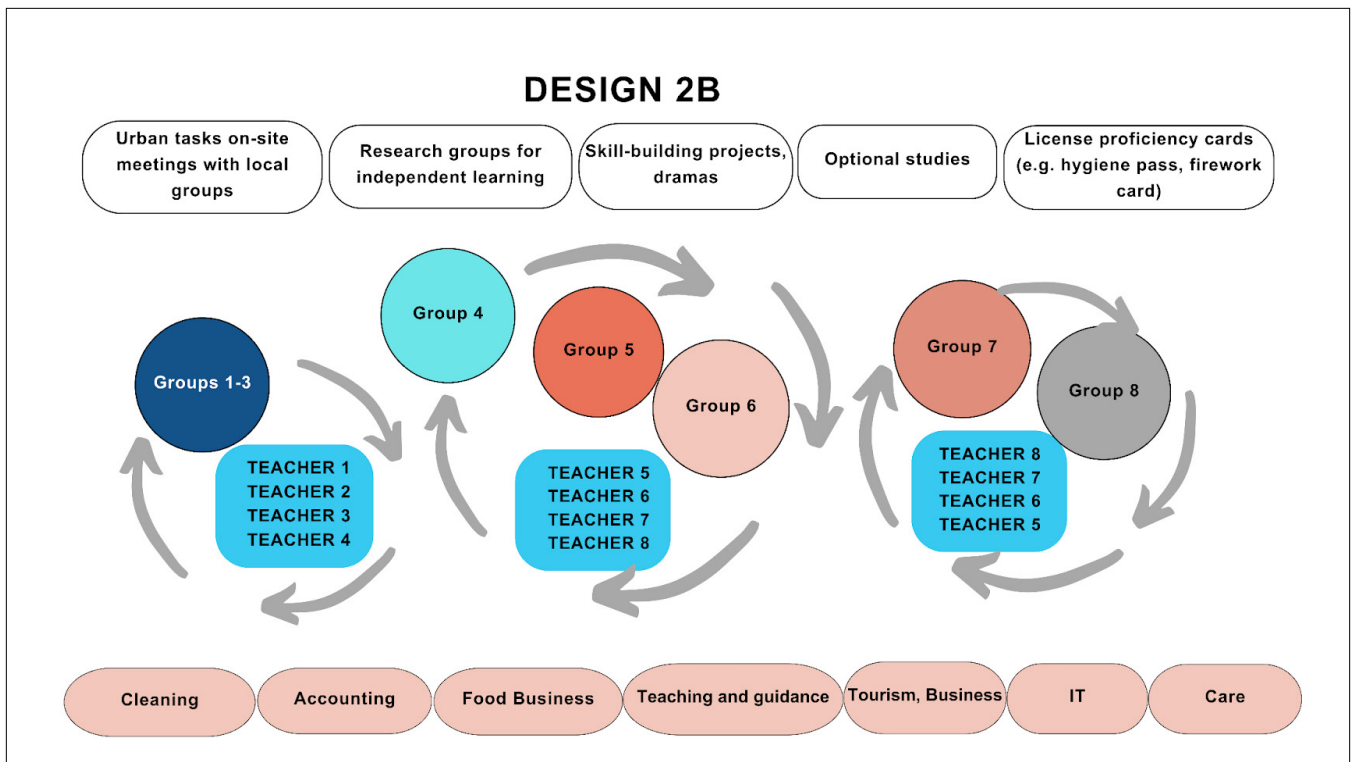 DESIGN 2B
Urban tasks on-site
meetings with local
groups
Research groups for
independent learning
Skill-building projects,
dramas
Optional studies
License proficiency cards
(e.g. hygiene pass, firework
card)
Groups 1-3
TEACHER 1
TEACHER 2
TEACHER 3
TEACHER 4
Group 4
Group 5
Group 6
TEACHER 5
TEACHER 6
TEACHER 7
TEACHER 8
Group 7
Group 8
TEACHER 8
TEACHER 7
TEACHER 6
TEACHER 5
Cleaning
Accounting
Food Business
Teaching and guidance
Tourism, Business
IT
Care